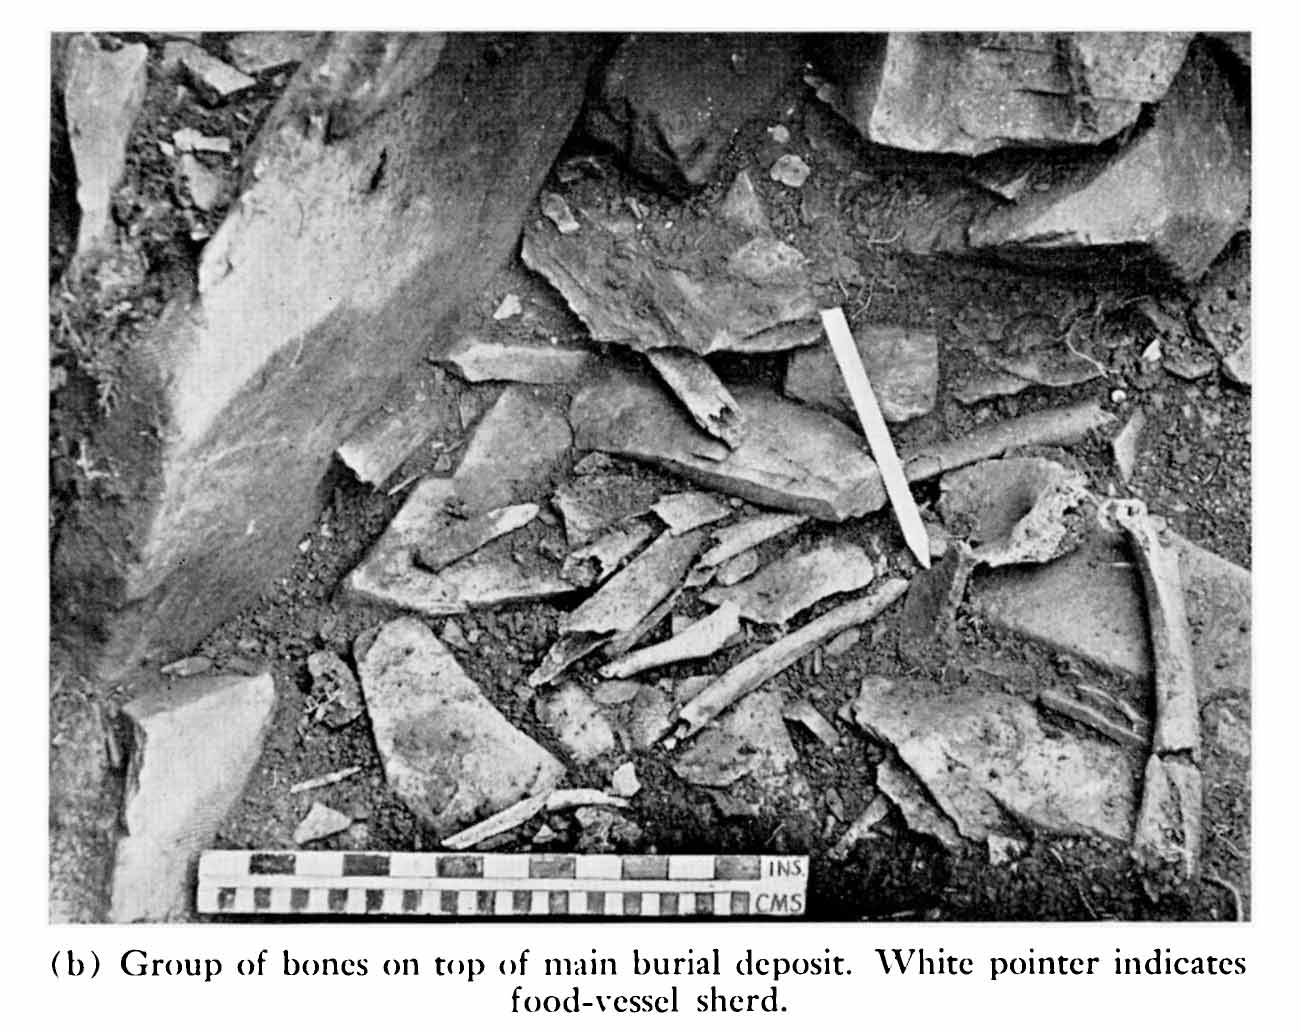 INS.
CMS
(b) Group of bones on top of main burial deposit. White pointer indicates
food-vessel sherd.